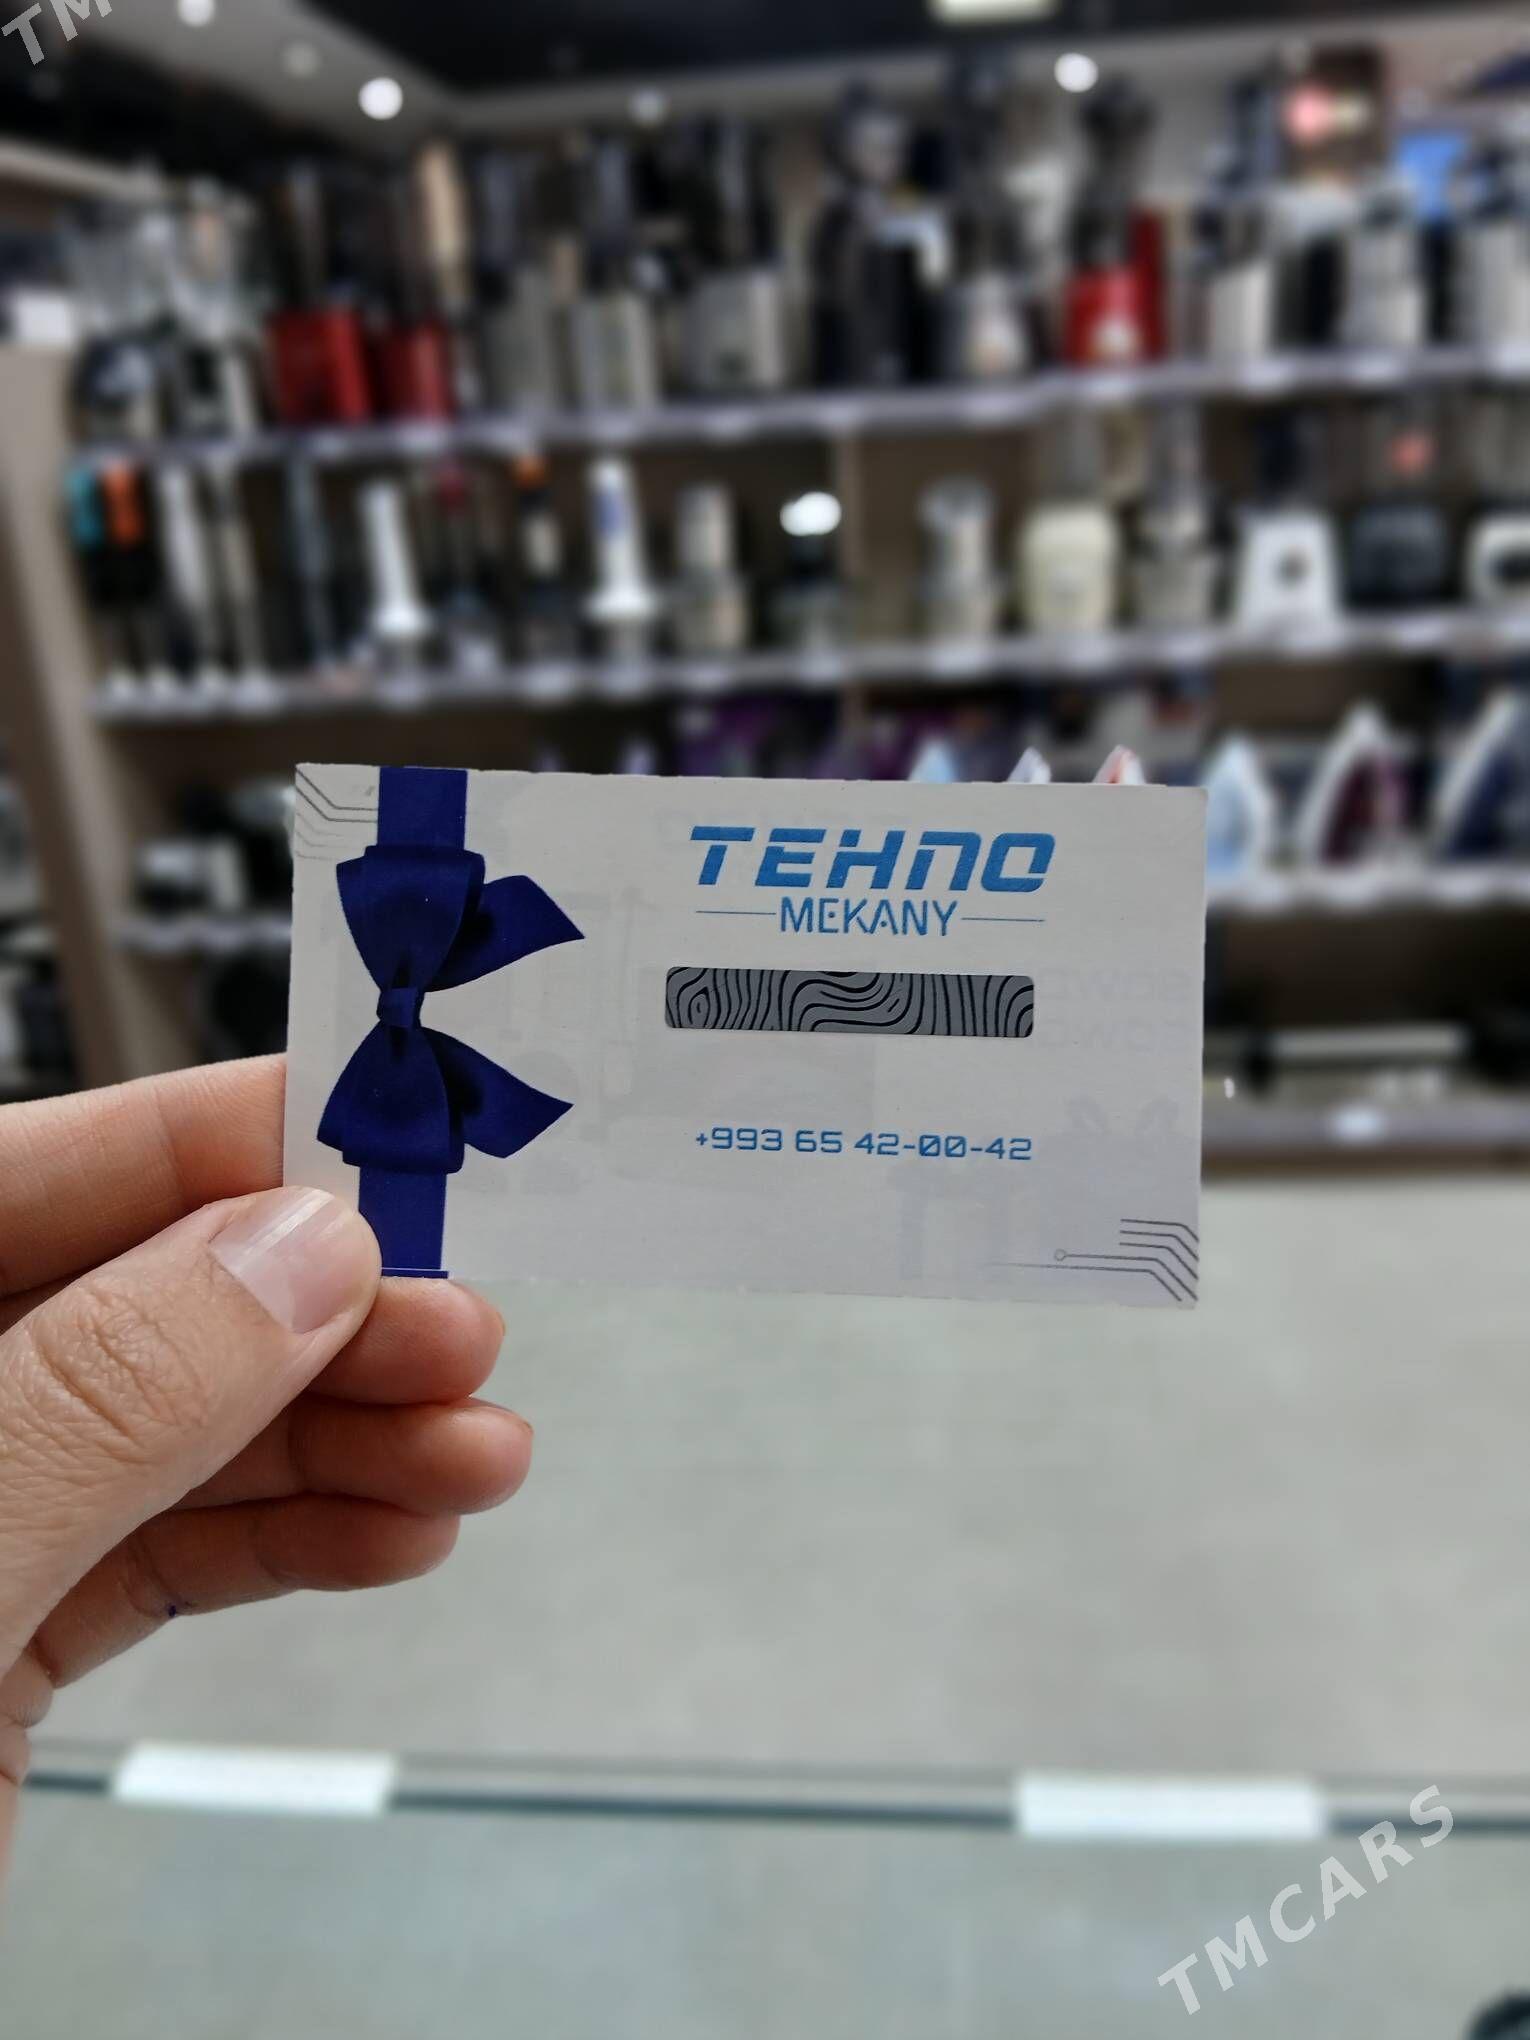 TM
TEHNO
MEKANY
+993 65 42-00-42
TMCARS